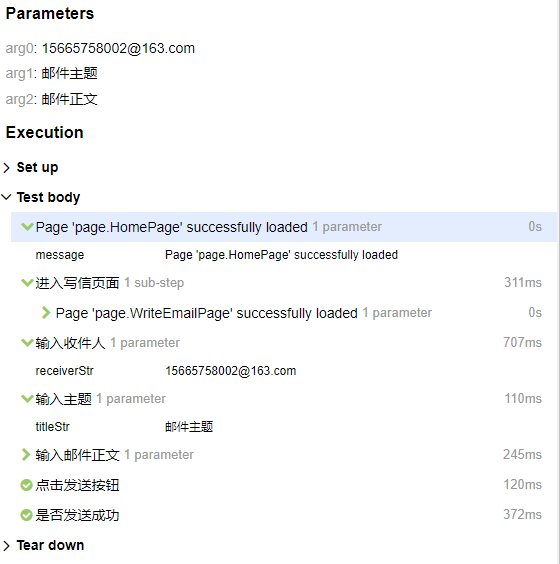 Parameters
arg0: 15665758002@163.com
arg1: 邮件主题
arg2: 邮件正文
Execution
Set up
Test body
Page 'page.HomePage' successfully loaded 1 parameter 0s
message Page 'page.HomePage' successfully loaded
进入写信页面 1 sub-step 311ms
Page 'page.WriteEmailPage' successfully loaded 1 parameter 0s
输入收件人 1 parameter 707ms
receiverStr 15665758002@163.com
输入主题 1 parameter 110ms
titleStr 邮件主题
输入邮件正文 1 parameter 245ms
点击发送按钮 120ms
是否发送成功 372ms
Tear down